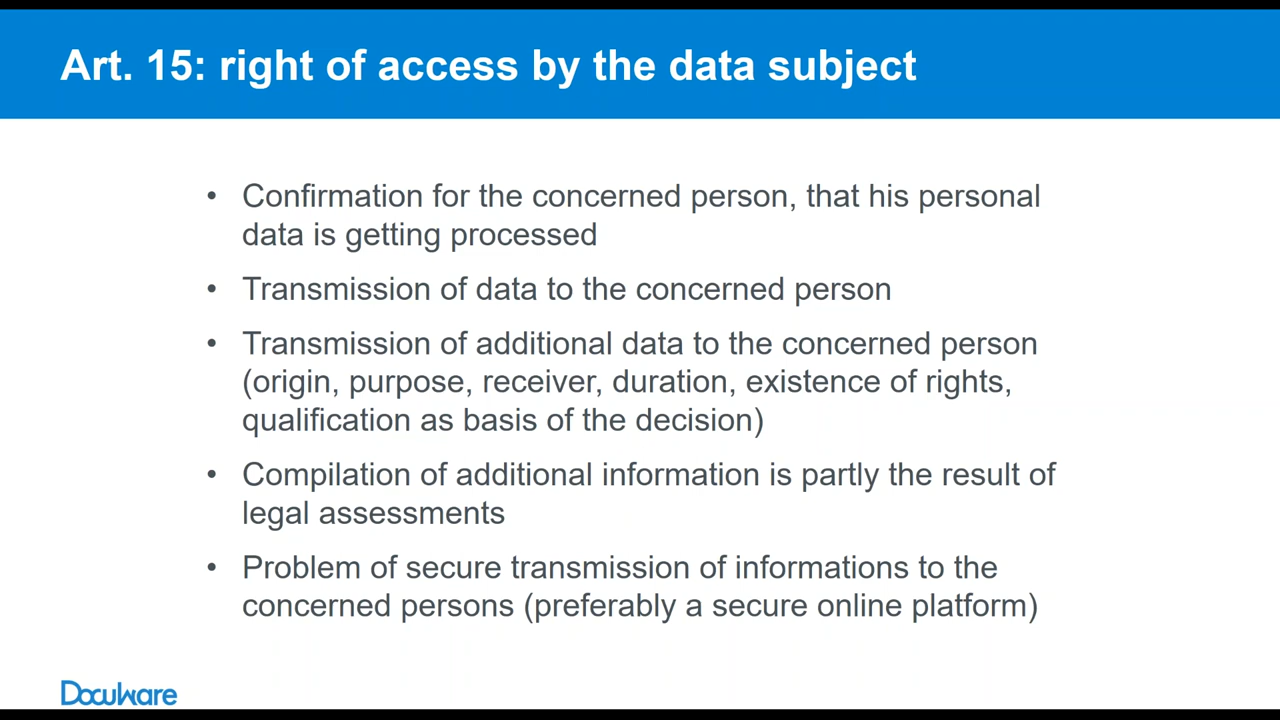 Art. 15: right of access by the data subject
• Confirmation for the concerned person, that his personal
data is getting processed
• Transmission of data to the concerned person
• Transmission of additional data to the concerned person
(origin, purpose, receiver, duration, existence of rights,
qualification as basis of the decision)
• Compilation of additional information is partly the result of
legal assessments
• Problem of secure transmission of informations to the
concerned persons (preferably a secure online platform)
DocuWare